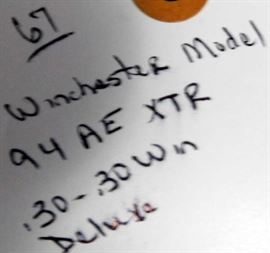 67
Winchester Model
94 AE XTR
.30-.30 Win
Deluxe